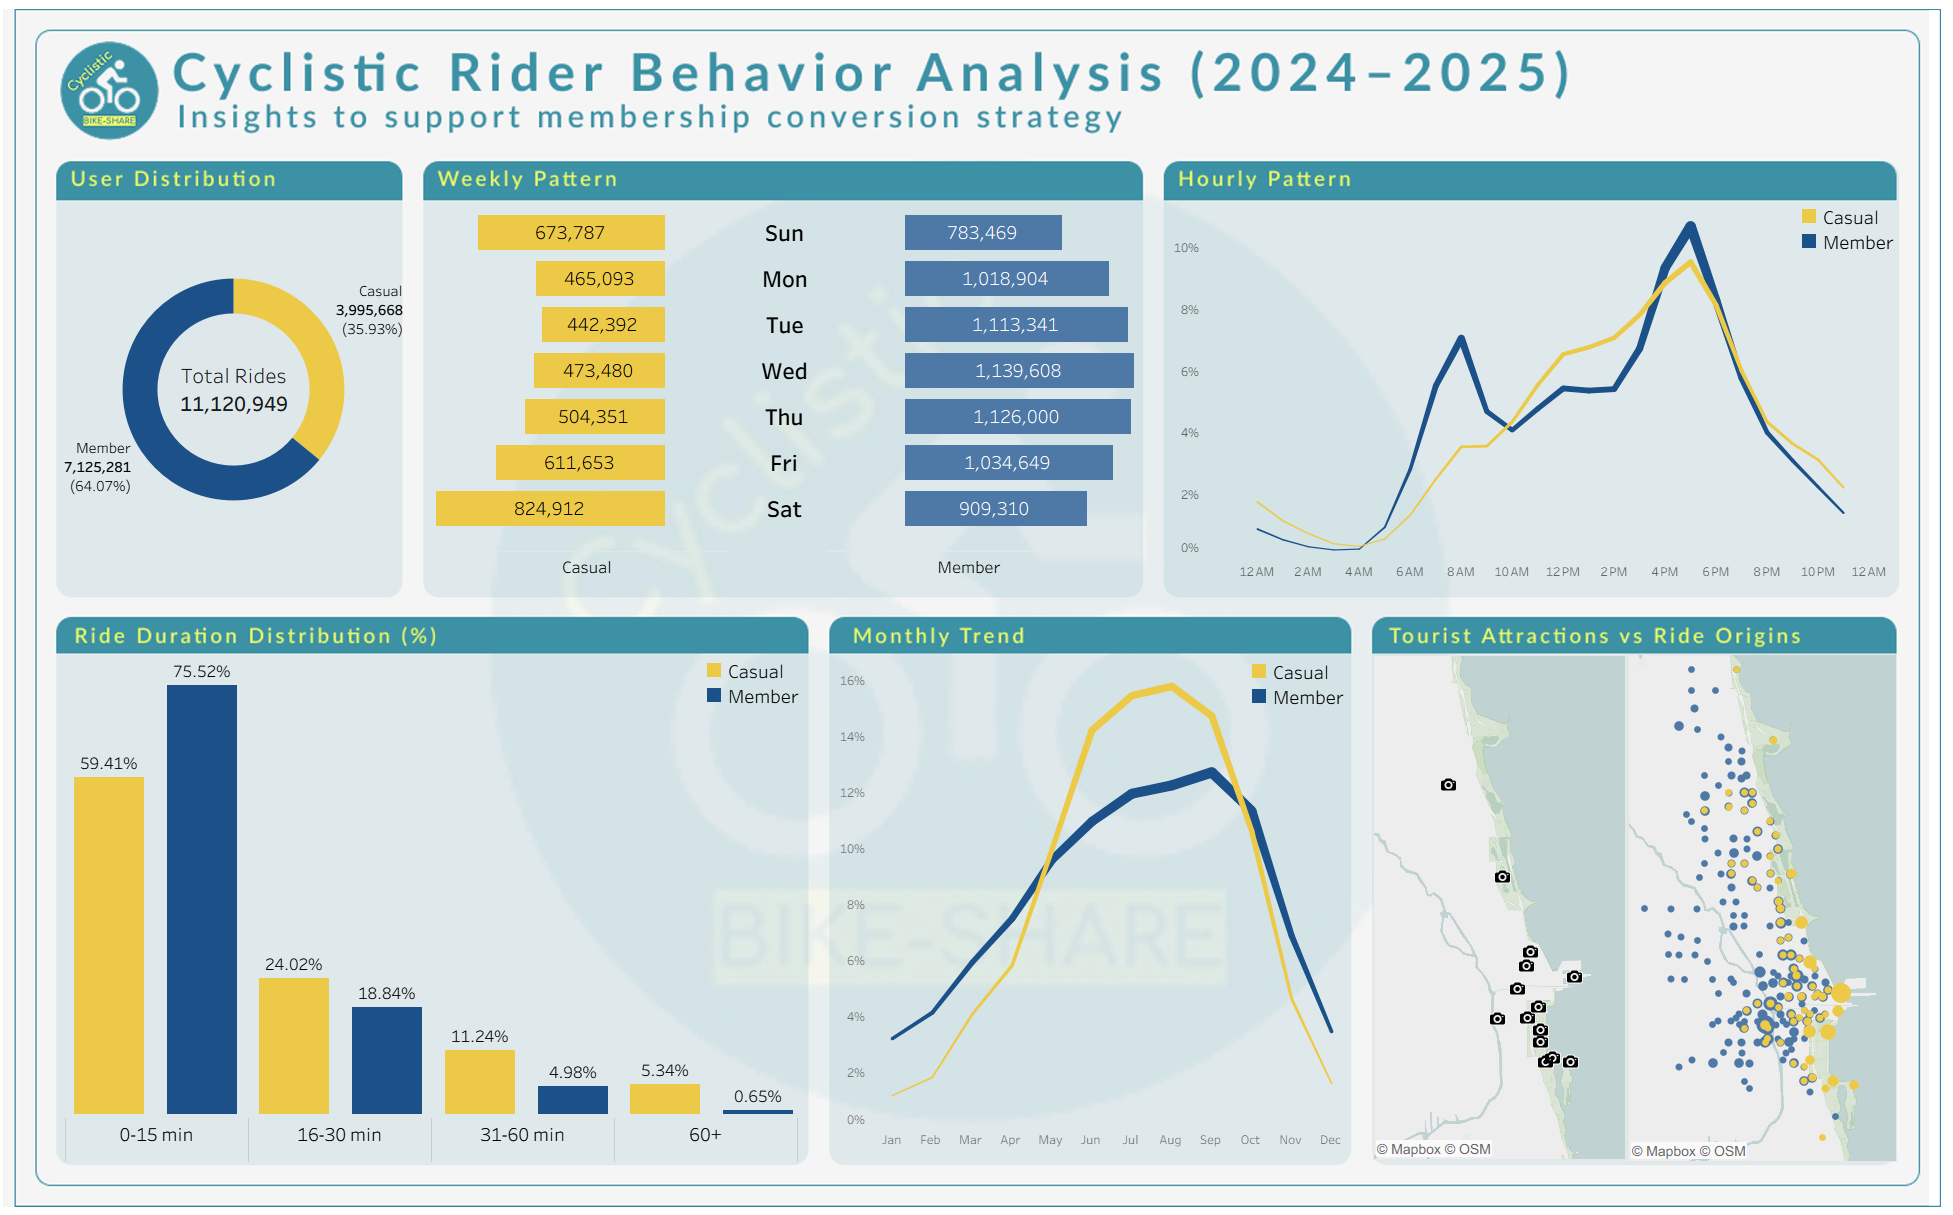 Cyclistic
BIKE-SHARE
Cyclistic Rider Behavior Analysis (2024–2025)
Insights to support membership conversion strategy
User Distribution
Casual
3,995,668
(35.93%)
Total Rides
11,120,949
Member
7,125,281
(64.07%)
Weekly Pattern
673,787 Sun 783,469
465,093 Mon 1,018,904
442,392 Tue 1,113,341
473,480 Wed 1,139,608
504,351 Thu 1,126,000
611,653 Fri 1,034,649
824,912 Sat 909,310
Casual Member
Hourly Pattern
Casual
Member
10%
8%
6%
4%
2%
0%
12AM 2AM 4AM 6AM 8AM 10AM 12PM 2PM 4PM 6PM 8PM 10PM 12AM
Ride Duration Distribution (%)
Casual
Member
75.52%
59.41%
24.02%
18.84%
11.24%
4.98%
5.34%
0.65%
0-15 min 16-30 min 31-60 min 60+
Monthly Trend
Casual
Member
16%
14%
12%
10%
8%
6%
4%
2%
0%
Jan Feb Mar Apr May Jun Jul Aug Sep Oct Nov Dec
Tourist Attractions vs Ride Origins
© Mapbox © OSM
© Mapbox © OSM
Cyclistic
BIKE-SHARE